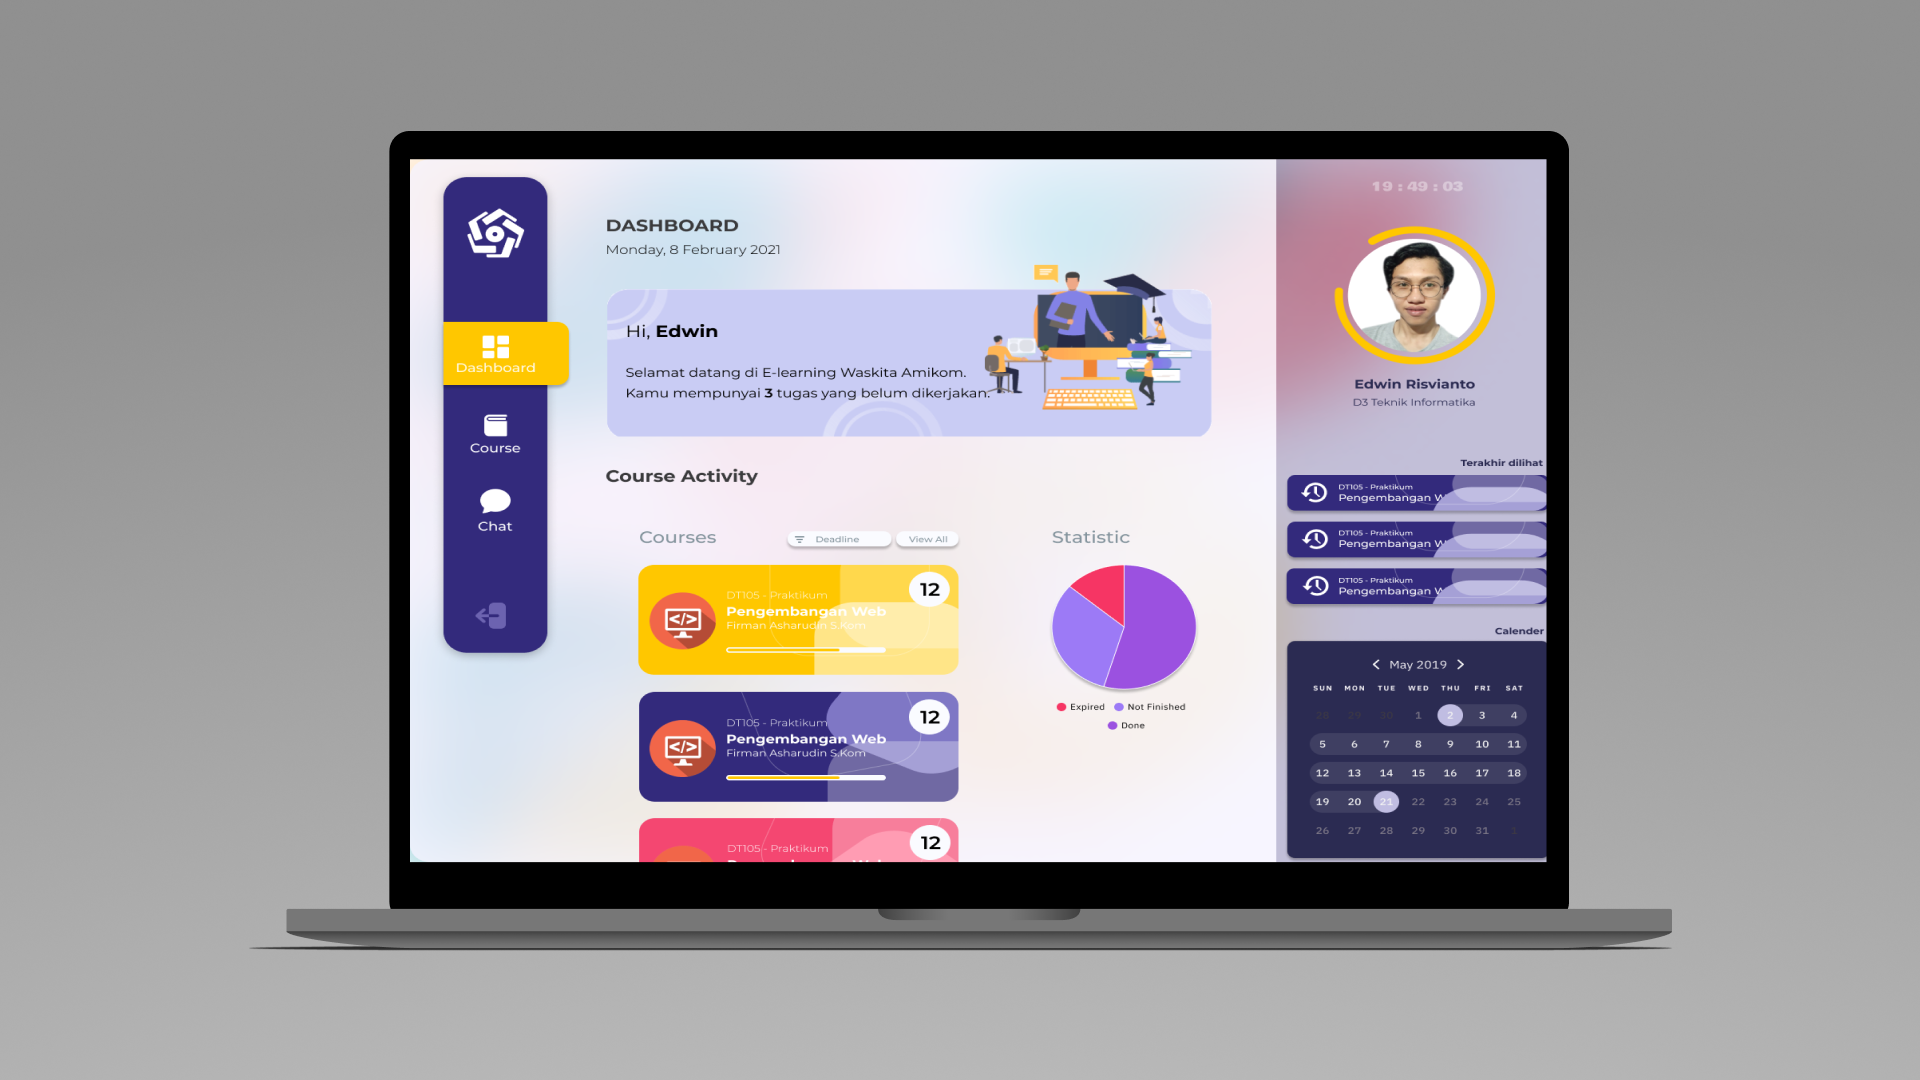 19 : 49 : 03
Dashboard
Course
Chat
DASHBOARD
Monday, 8 February 2021
Hi, Edwin
Selamat datang di E-learning Waskita Amikom.
Kamu mempunyai 3 tugas yang belum dikerjakan.
Course Activity
Courses
Deadline
View All
12
DT105 - Praktikum
Pengembangan Web
Firman Asharudin S.Kom
12
DT105 - Praktikum
Pengembangan Web
Firman Asharudin S.Kom
12
DT105 - Praktikum
Statistic
Expired
Not Finished
Done
Edwin Risvianto
D3 Teknik Informatika
Terakhir dilihat
DT105 - Praktikum
Pengembangan W
DT105 - Praktikum
Pengembangan W
DT105 - Praktikum
Pengembangan W
Calender
May 2019
SUN MON TUE WED THU FRI SAT
28 29 30 1 2 3 4
5 6 7 8 9 10 11
12 13 14 15 16 17 18
19 20 21 22 23 24 25
26 27 28 29 30 31 1